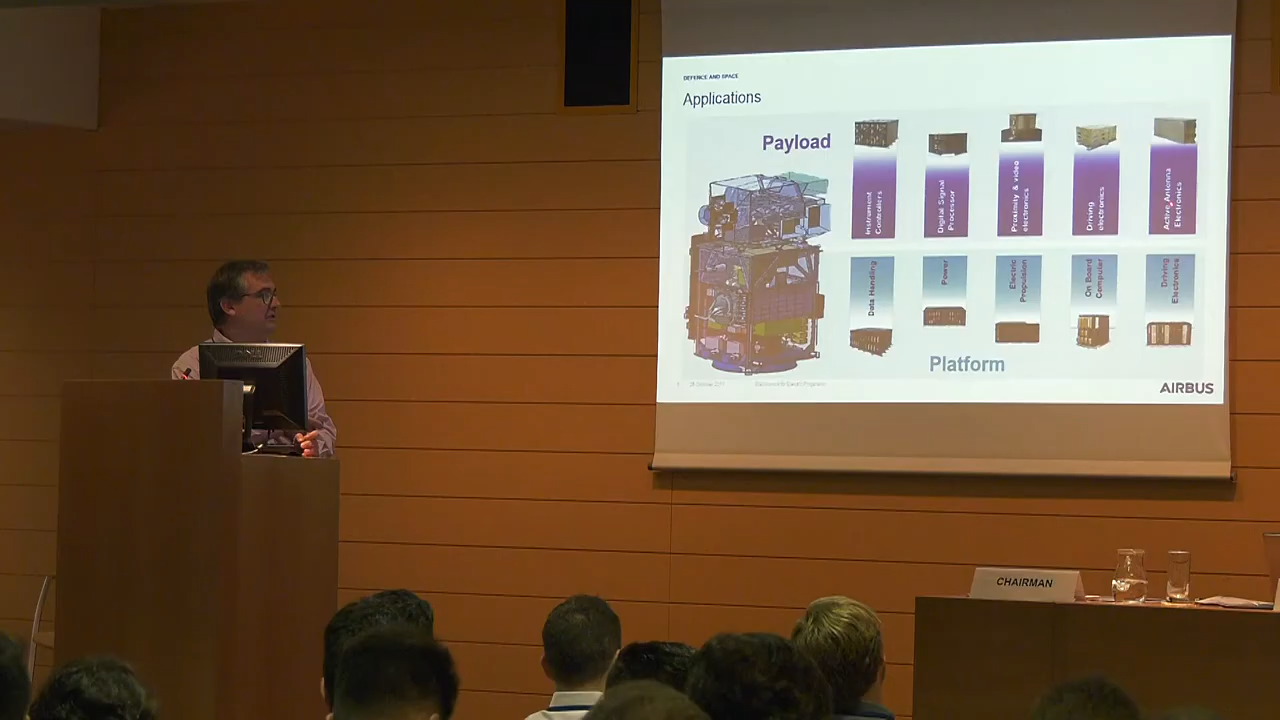 DEFENCE AND SPACE
Applications
Payload
Instrument
Controllers
Digital Signal
Processor
Proximity & video
electronics
Driving
electronics
Active Antenna
Electronics
Data Handling
Power
Electric
Propulsion
On Board
Computer
Driving
Electronics
Platform
AIRBUS
CHAIRMAN